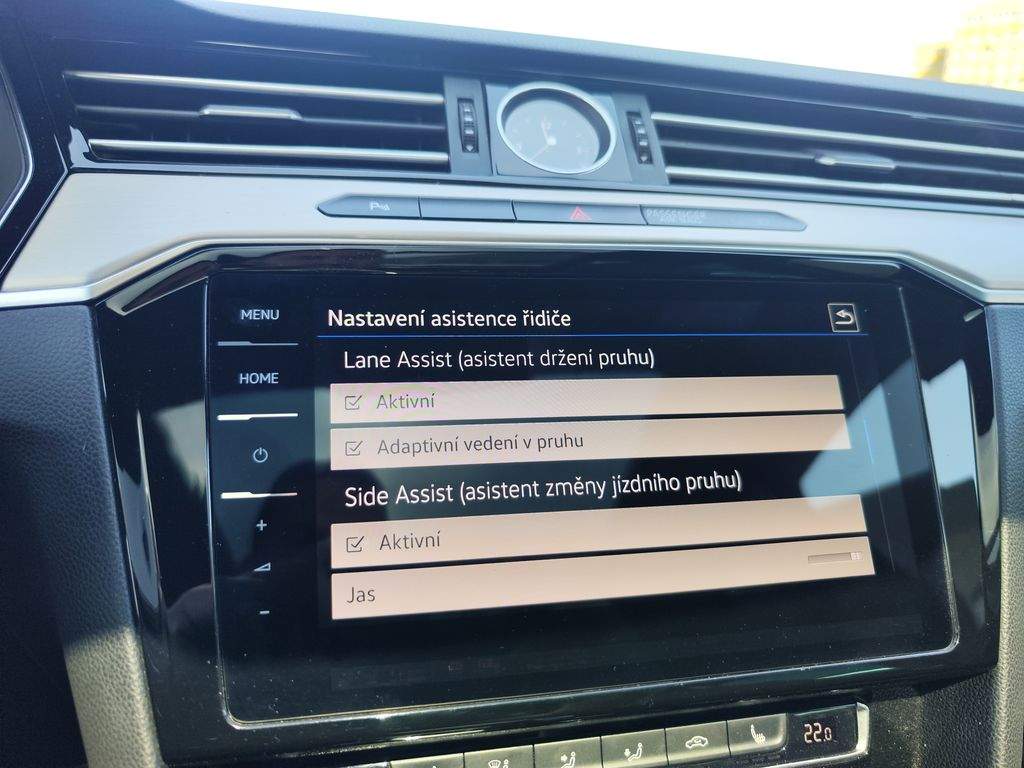 MENU
HOME
Nastavení asistence řidiče
Lane Assist (asistent držení pruhu)
Aktivní
Adaptivní vedení v pruhu
Side Assist (asistent změny jízdního pruhu)
Aktivní
Jas
+
-
PASSENGER
22.0